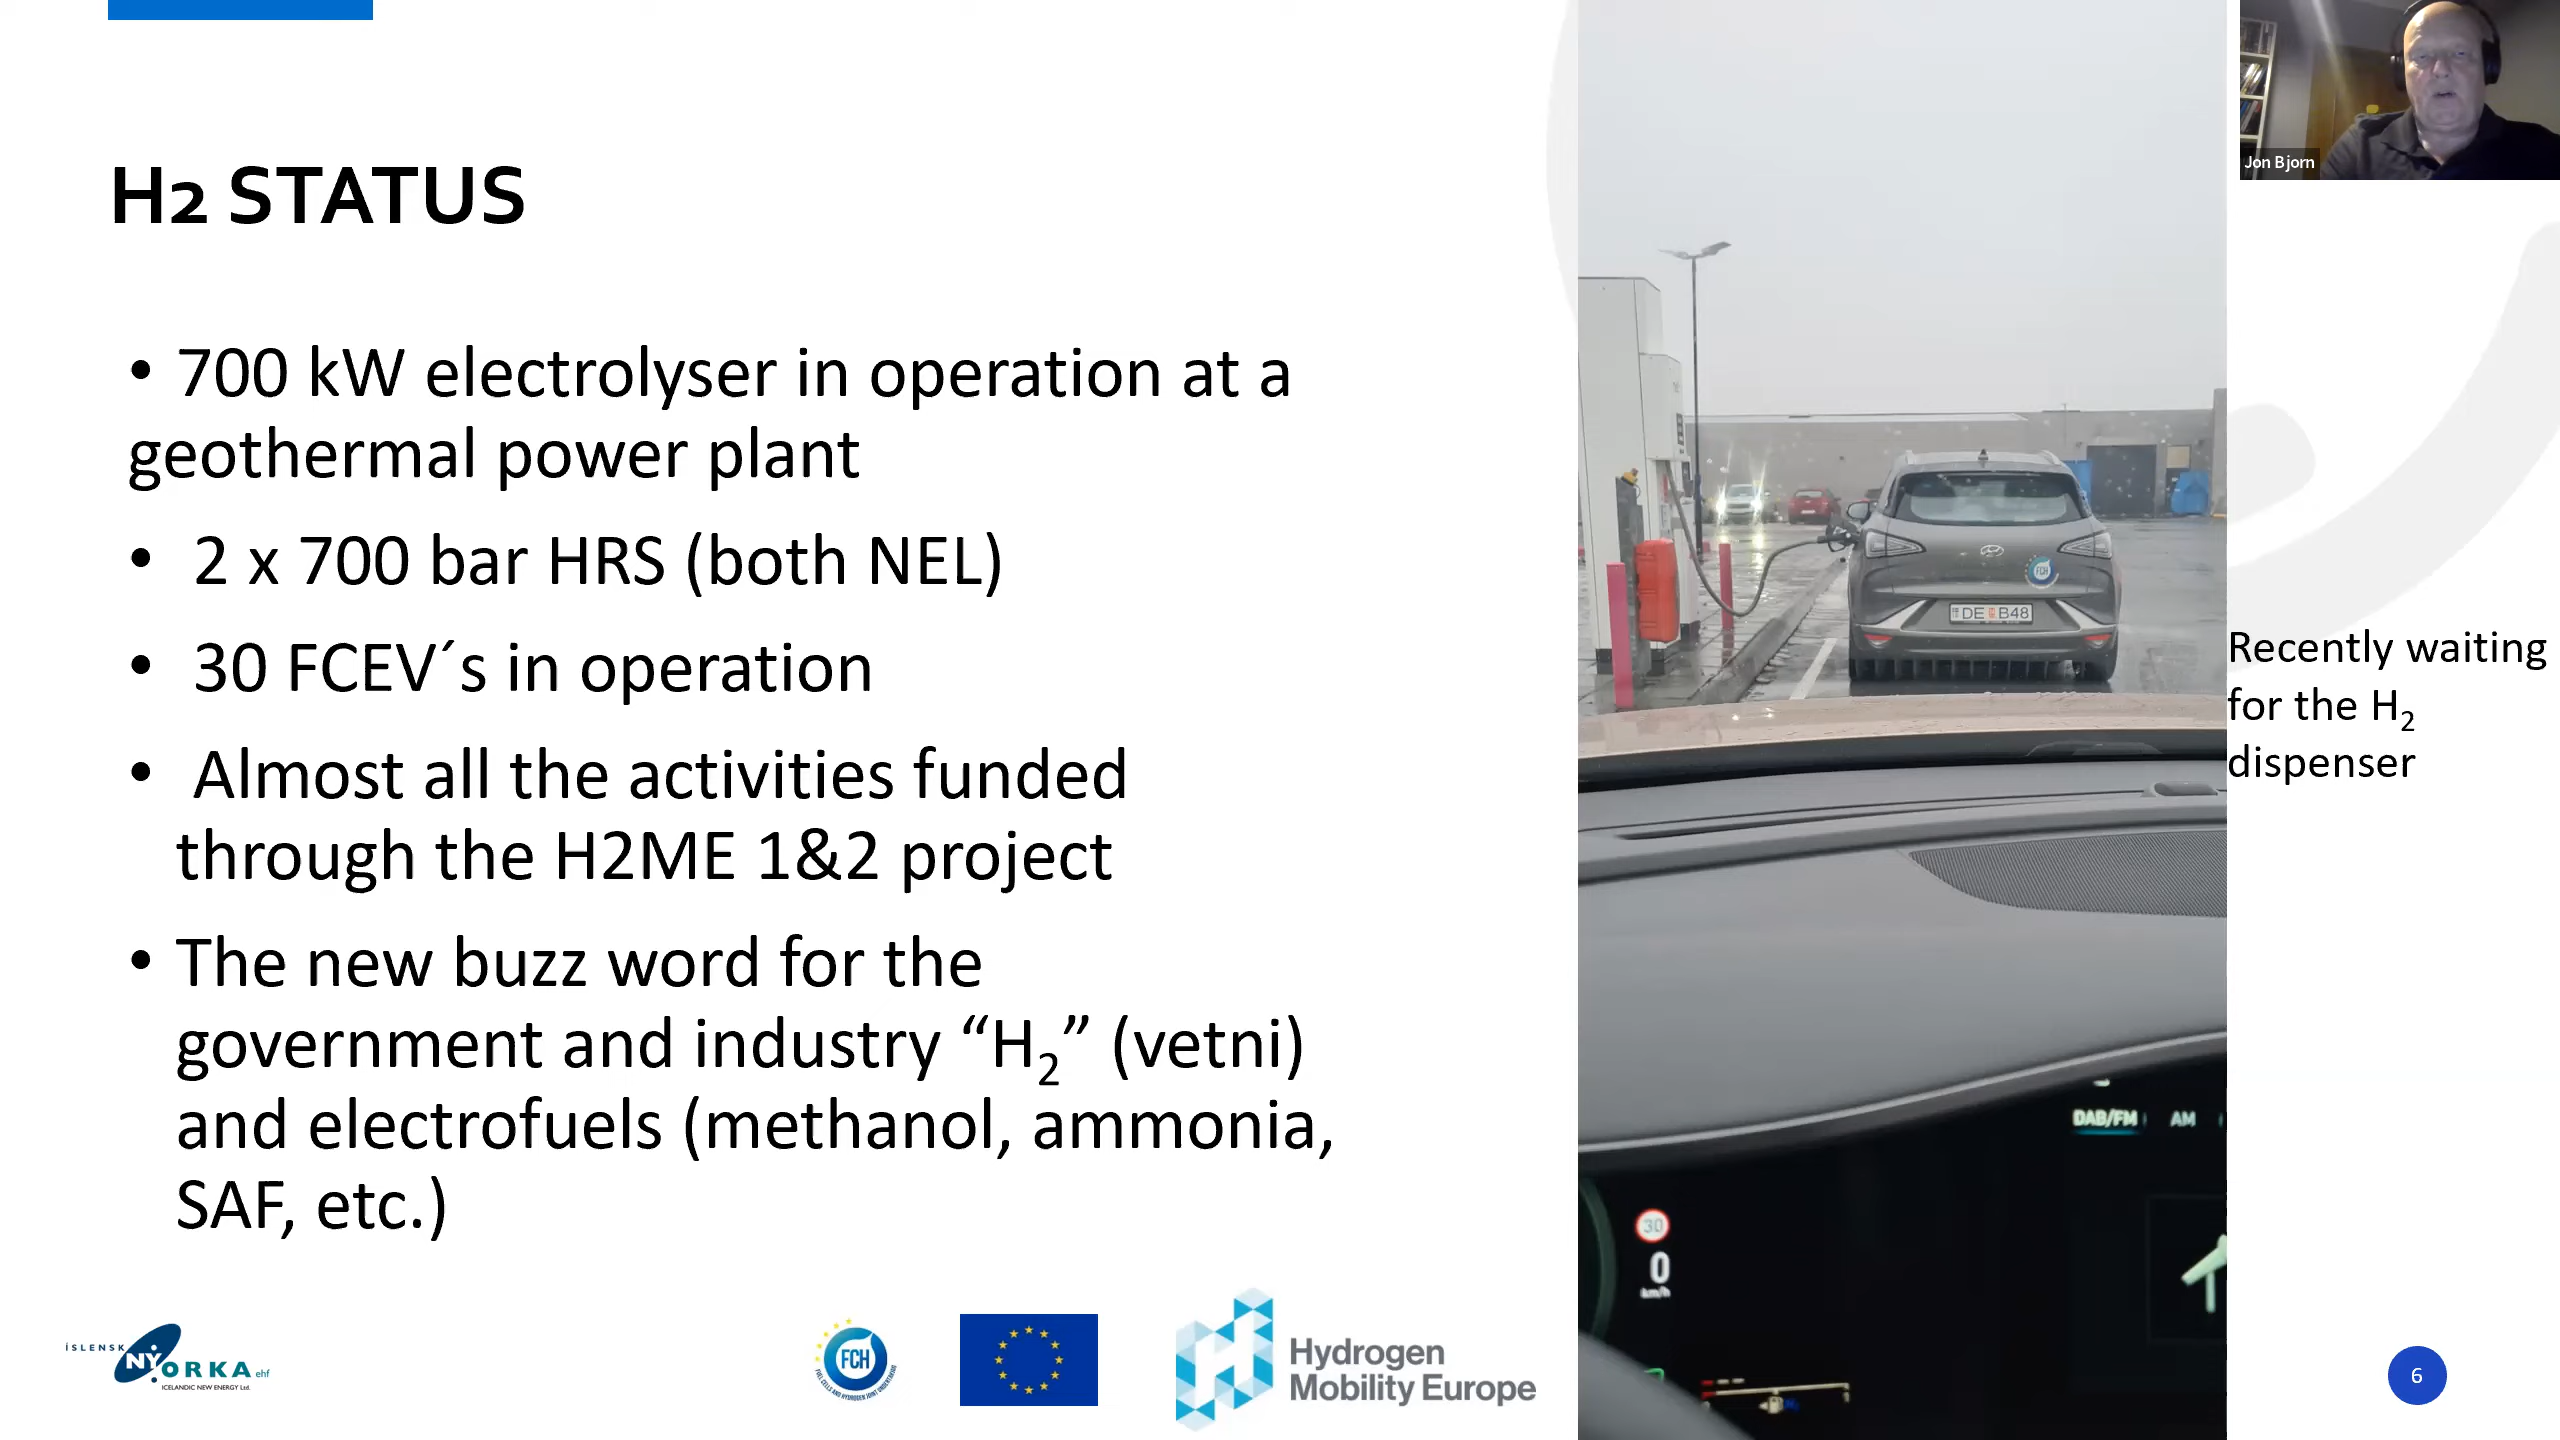 Jon Bjorn
H2 STATUS
• 700 kW electrolyser in operation at a
geothermal power plant
• 2 x 700 bar HRS (both NEL)
• 30 FCEV´s in operation
• Almost all the activities funded
through the H2ME 1&2 project
• The new buzz word for the
government and industry “H₂” (vetni)
and electrofuels (methanol, ammonia,
SAF, etc.)
FCH
DE B48
Recently waiting
for the H₂
dispenser
DAB/FM AM
30
0
km/h
ÍSLENSK
NÝORKA ehf
ICELANDIC NEW ENERGY Ltd.
FCH
FUEL CELLS AND HYDROGEN JOINT UNDERTAKING
Hydrogen
Mobility Europe
6